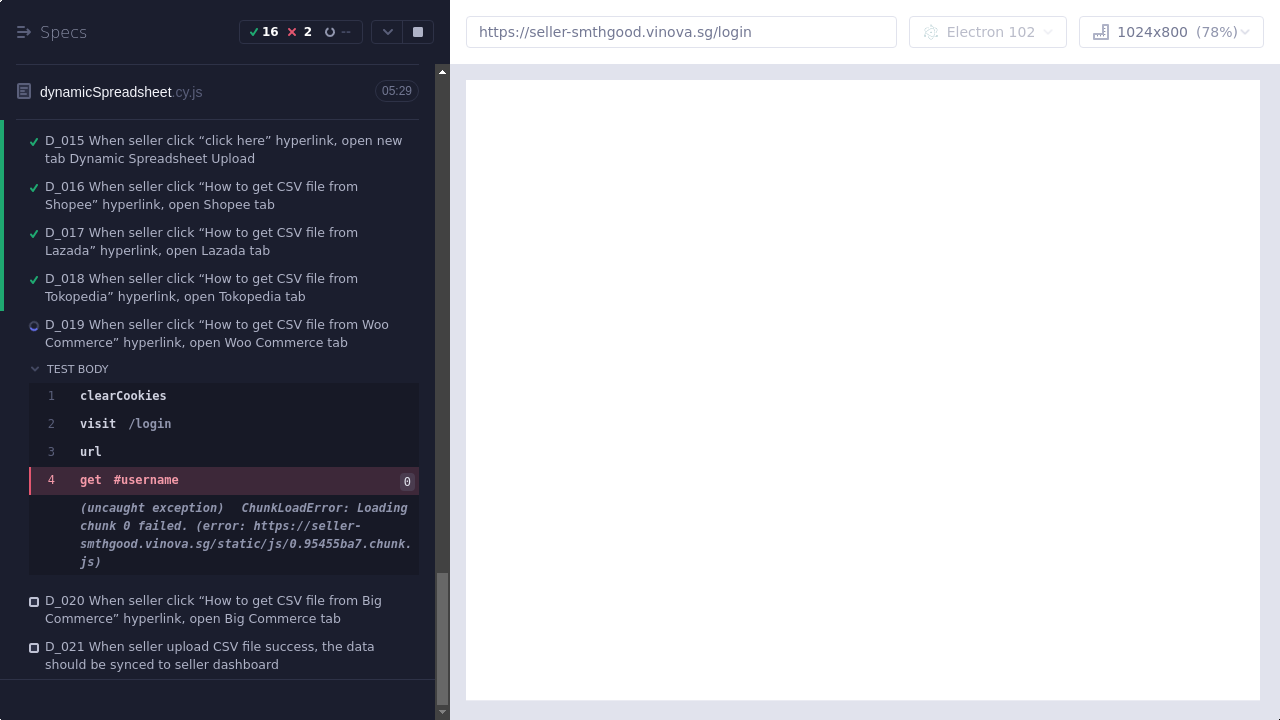 Specs
16 2 --
dynamicSpreadsheet.cy.js 05:29
D_015 When seller click “click here” hyperlink, open new
tab Dynamic Spreadsheet Upload
D_016 When seller click “How to get CSV file from
Shopee” hyperlink, open Shopee tab
D_017 When seller click “How to get CSV file from
Lazada” hyperlink, open Lazada tab
D_018 When seller click “How to get CSV file from
Tokopedia” hyperlink, open Tokopedia tab
D_019 When seller click “How to get CSV file from Woo
Commerce” hyperlink, open Woo Commerce tab
TEST BODY
1 clearCookies
2 visit /login
3 url
4 get #username 0
(uncaught exception) ChunkLoadError: Loading
chunk 0 failed. (error: https://seller-
smthgood.vinova.sg/static/js/0.95455ba7.chunk.
js)
D_020 When seller click “How to get CSV file from Big
Commerce” hyperlink, open Big Commerce tab
D_021 When seller upload CSV file success, the data
should be synced to seller dashboard
https://seller-smthgood.vinova.sg/login
Electron 102
1024x800 (78%)